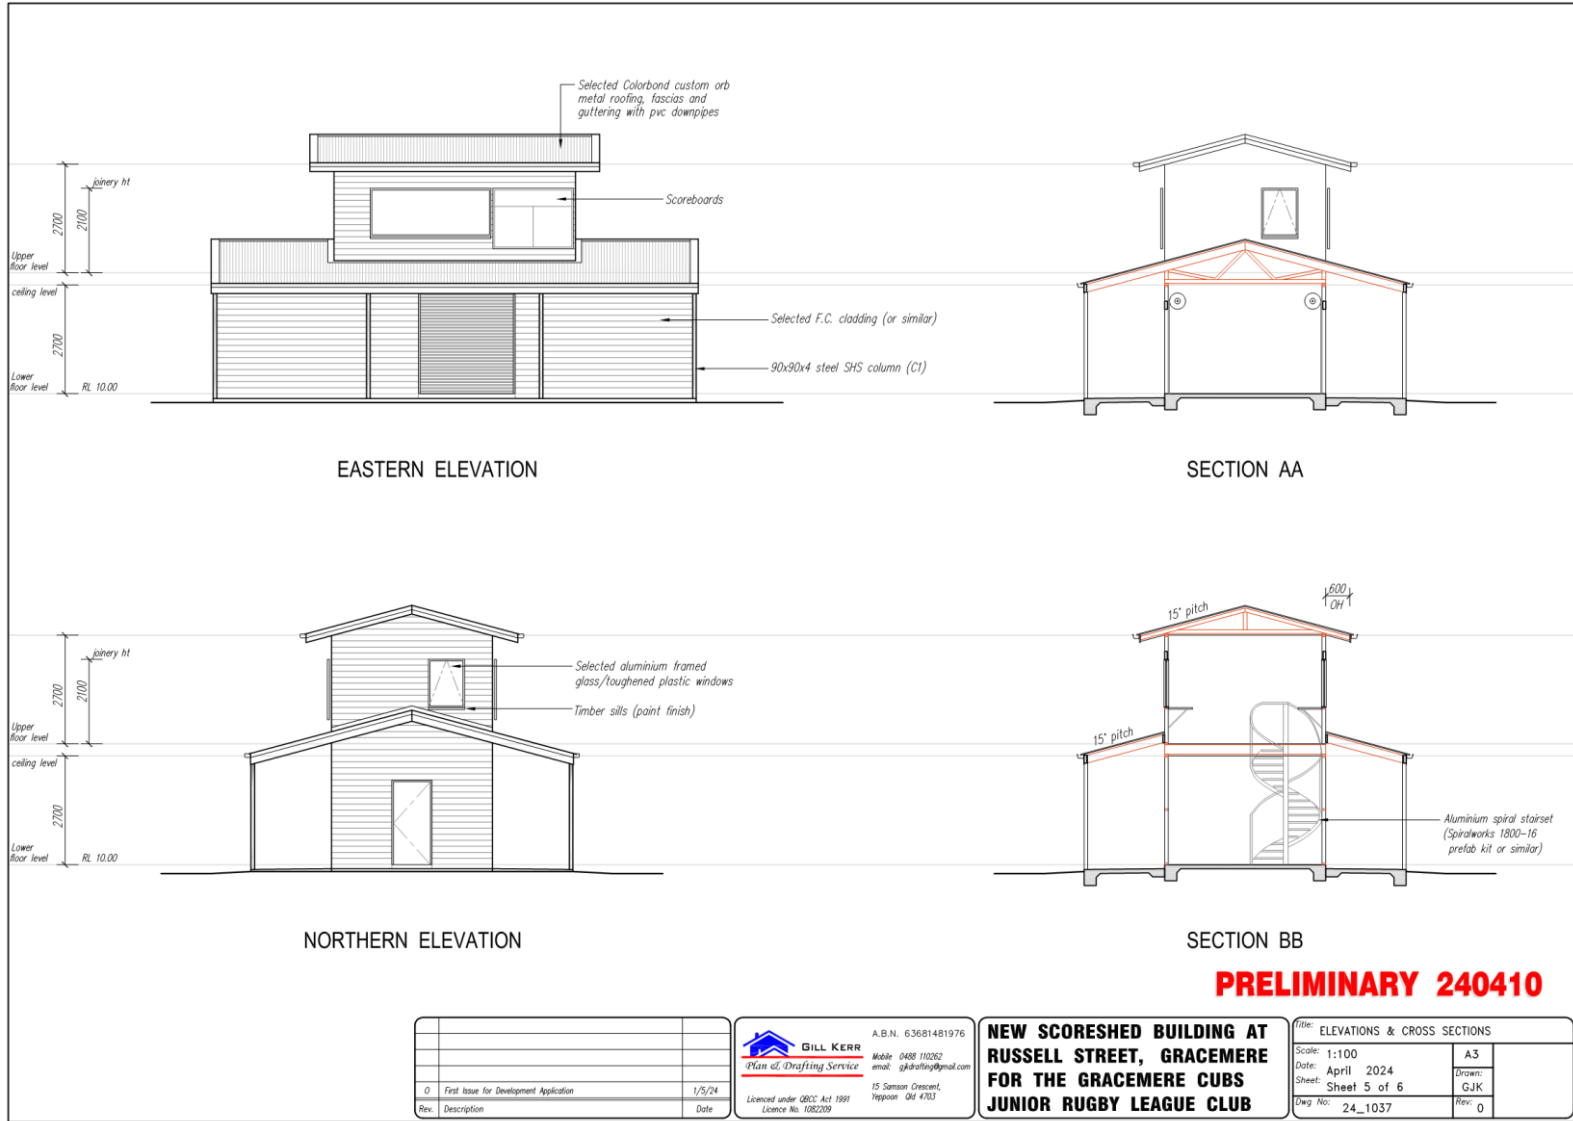 Selected Colorbond custom orb
metal roofing, fascias and
guttering with pvc downpipes
joinery ht
2700
2100
Scoreboards
Upper
floor level
ceiling level
2700
Selected F.C. cladding (or similar)
90x90x4 steel SHS column (C1)
Lower
floor level
RL 10.00
EASTERN ELEVATION
SECTION AA
600
OH
15° pitch
joinery ht
2700
2100
Selected aluminium framed
glass/toughened plastic windows
Timber sills (paint finish)
Upper
floor level
15° pitch
ceiling level
2700
Aluminium spiral stairset
(Spiralworks 1800-16
prefab kit or similar)
Lower
floor level
RL 10.00
NORTHERN ELEVATION
SECTION BB
PRELIMINARY 240410
0 First Issue for Development Application 1/5/24
Rev. Description Date
GILL KERR
Plan & Drafting Service
Licenced under QBCC Act 1991
Licence No. 1082209
A.B.N. 63681481976
Mobile 0488 110262
email: gjkdrafting@gmail.com
15 Samson Crescent,
Yeppoon Qld 4703
NEW SCORESHED BUILDING AT
RUSSELL STREET, GRACEMERE
FOR THE GRACEMERE CUBS
JUNIOR RUGBY LEAGUE CLUB
Title: ELEVATIONS & CROSS SECTIONS
Scale: 1:100
A3
Date: April 2024
Drawn:
Sheet: Sheet 5 of 6
GJK
Dwg No: 24_1037
Rev: 0